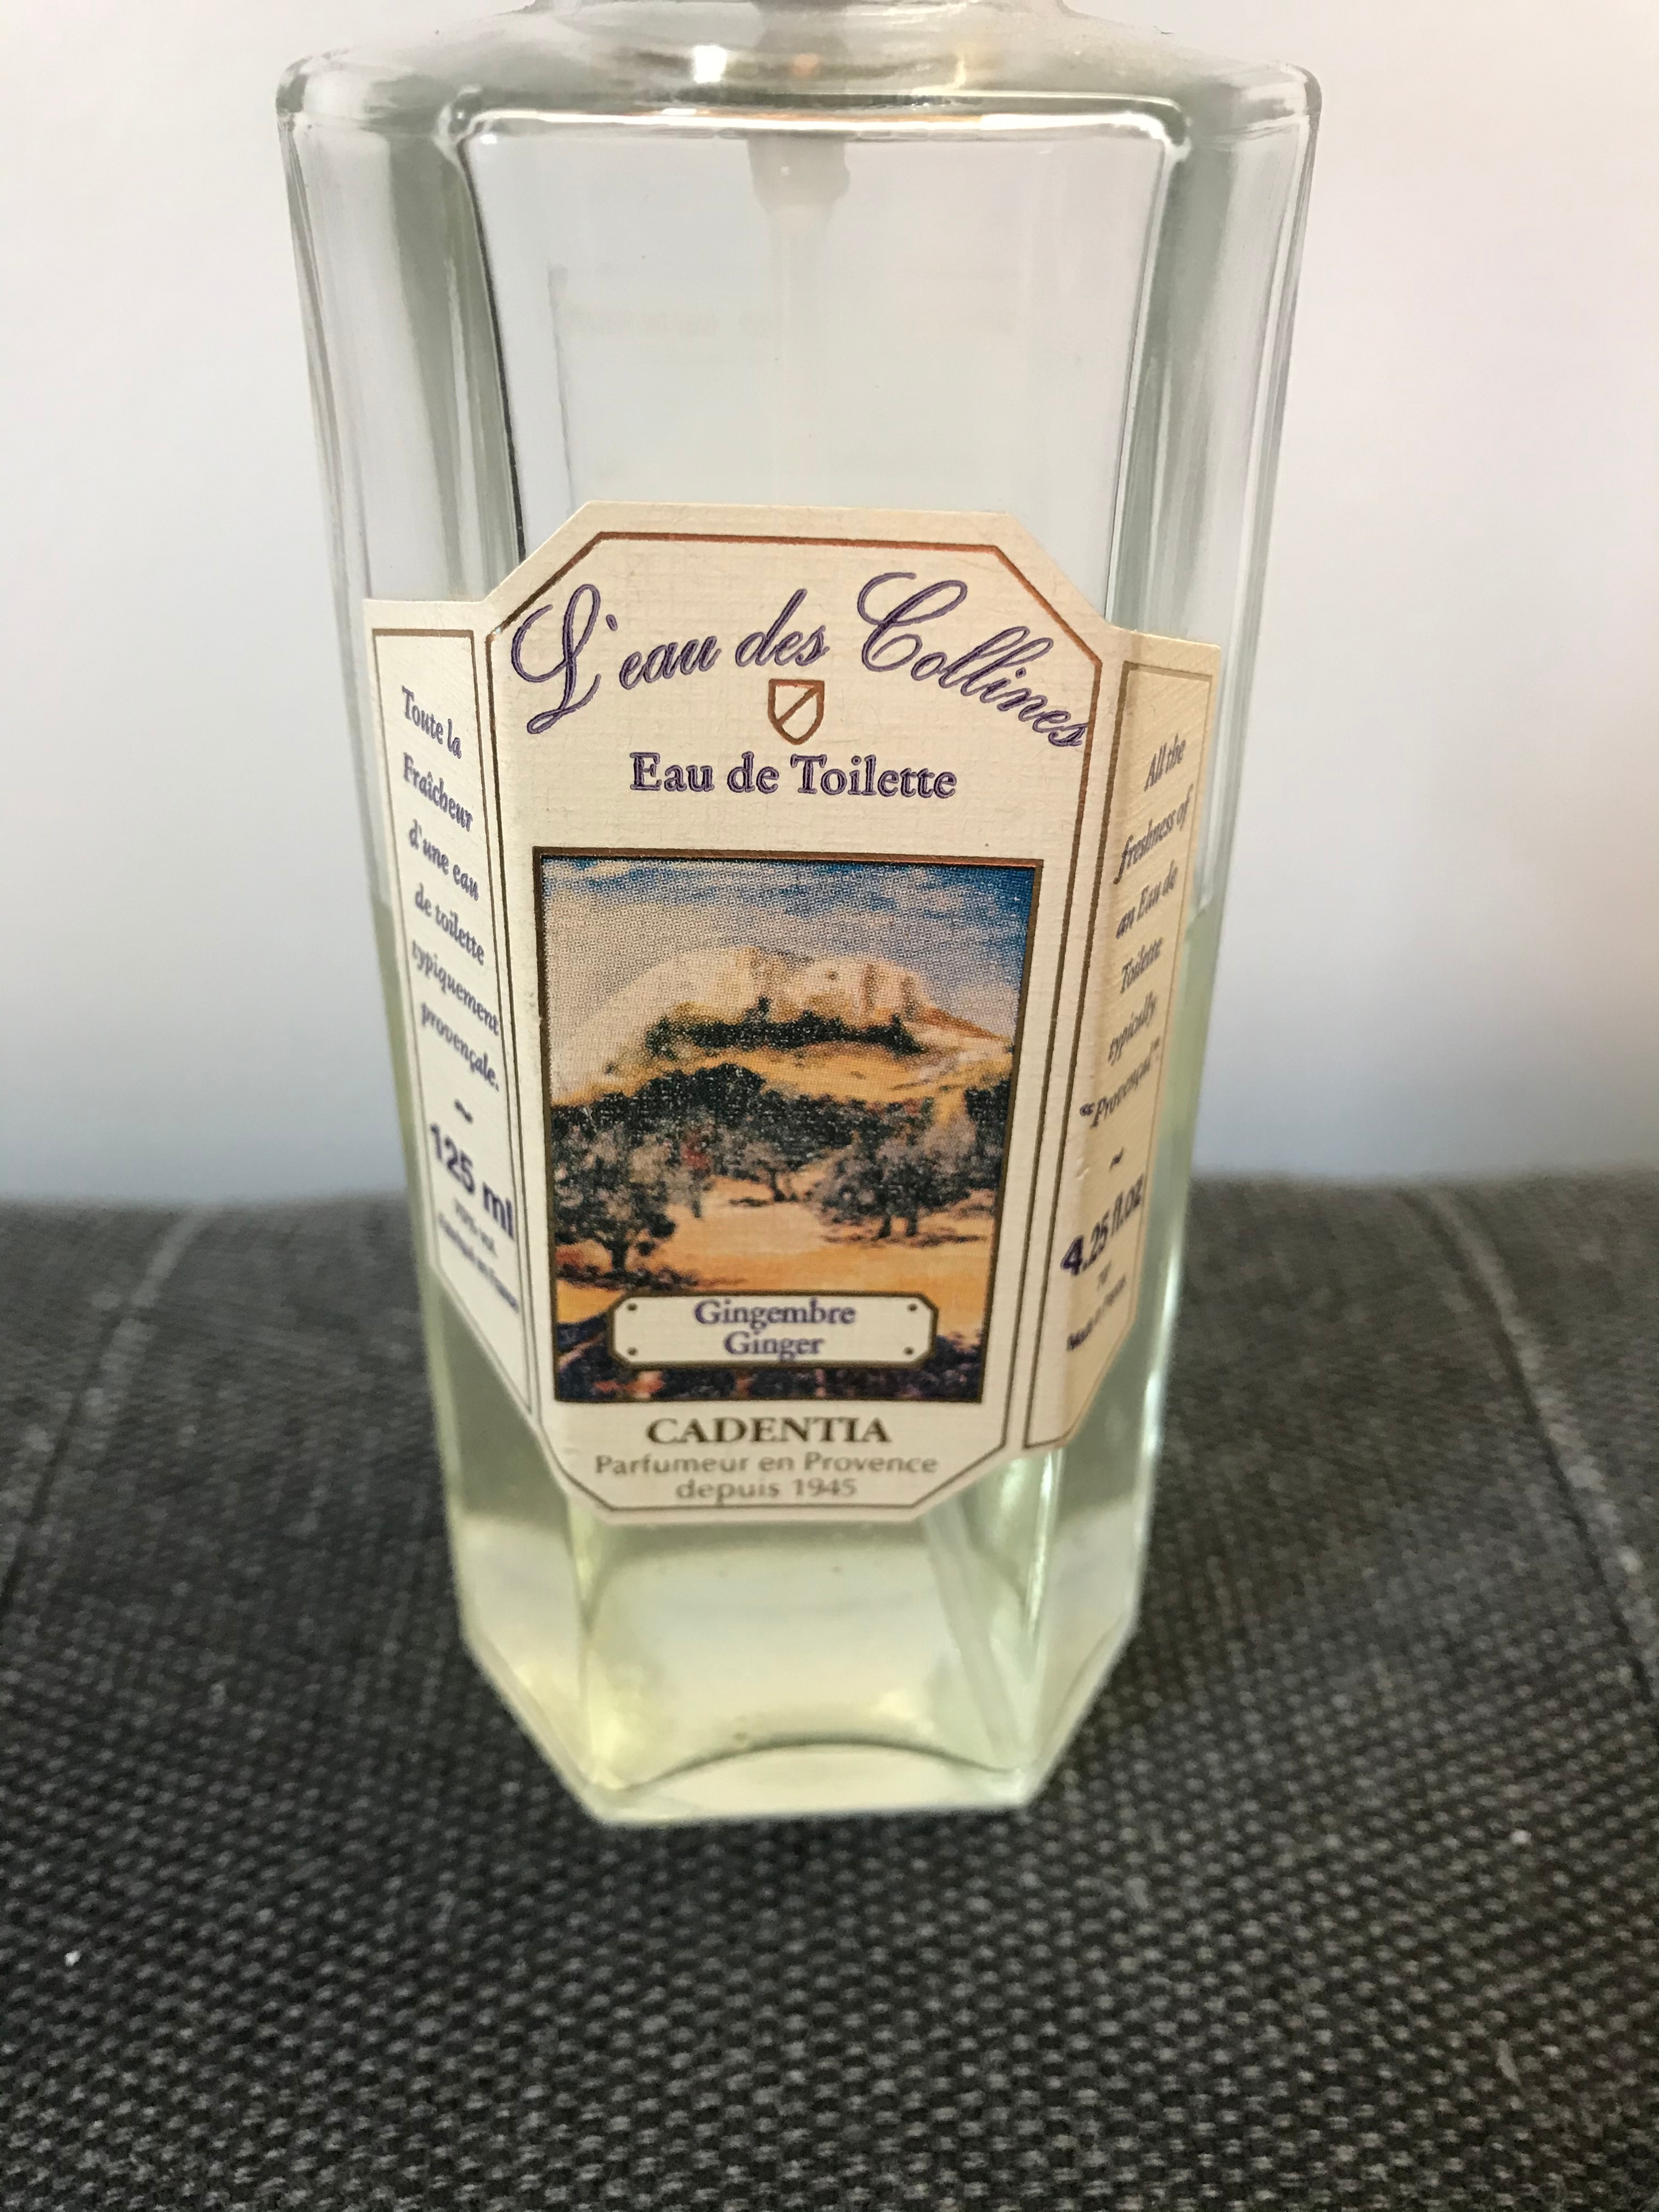 L'eau des Collines
Eau de Toilette
Gingembre
Ginger
CADENTIA
Parfumeur en Provence
depuis 1945
Toute la
Fraîcheur
d'une eau
de toilette
typiquement
provençale.
~
125 ml
All the
freshness of
an Eau de
Toilette
typically
"Provençal".
~
4.25 fl.oz